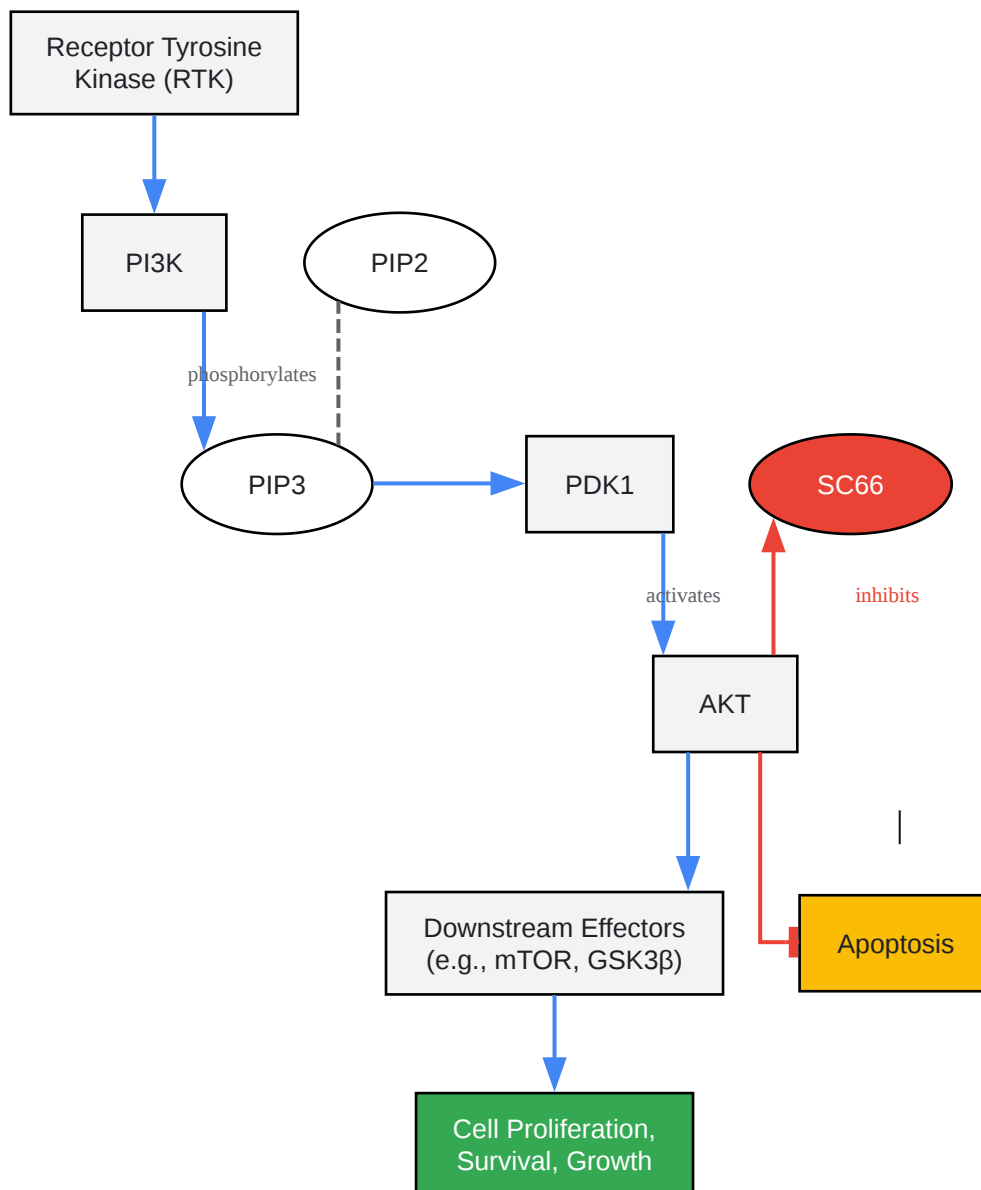 Receptor Tyrosine
Kinase (RTK)
PI3K
PIP2
phosphorylates
PIP3
PDK1
SC66
activates
inhibits
AKT
|
Downstream Effectors
(e.g., mTOR, GSK3β)
Apoptosis
Cell Proliferation,
Survival, Growth